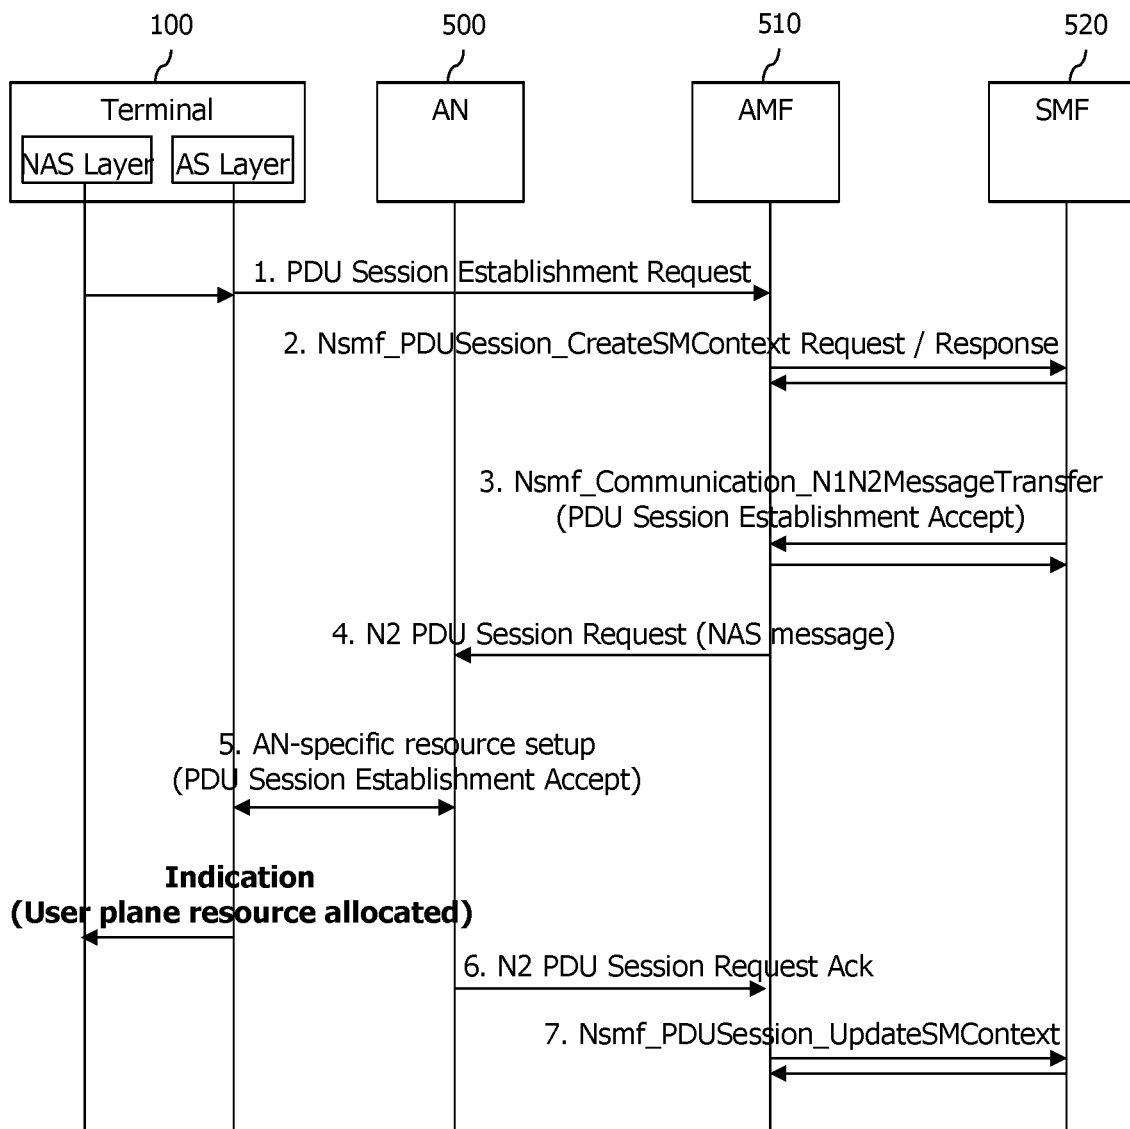 100 500 510 520
Terminal AN AMF SMF
NAS Layer AS Layer
1. PDU Session Establishment Request
2. Nsmf_PDUSession_CreateSMContext Request / Response
3. Nsmf_Communication_N1N2MessageTransfer
(PDU Session Establishment Accept)
4. N2 PDU Session Request (NAS message)
5. AN-specific resource setup
(PDU Session Establishment Accept)
Indication
(User plane resource allocated)
6. N2 PDU Session Request Ack
7. Nsmf_PDUSession_UpdateSMContext